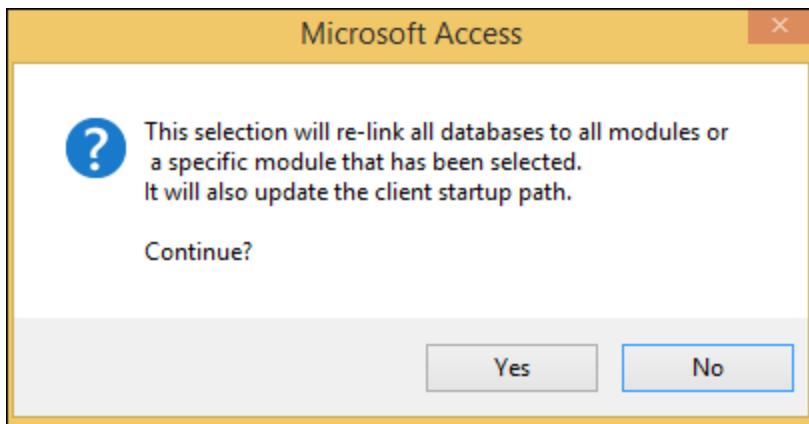 Microsoft Access
This selection will re-link all databases to all modules or
a specific module that has been selected.
It will also update the client startup path.
Continue?
Yes
No